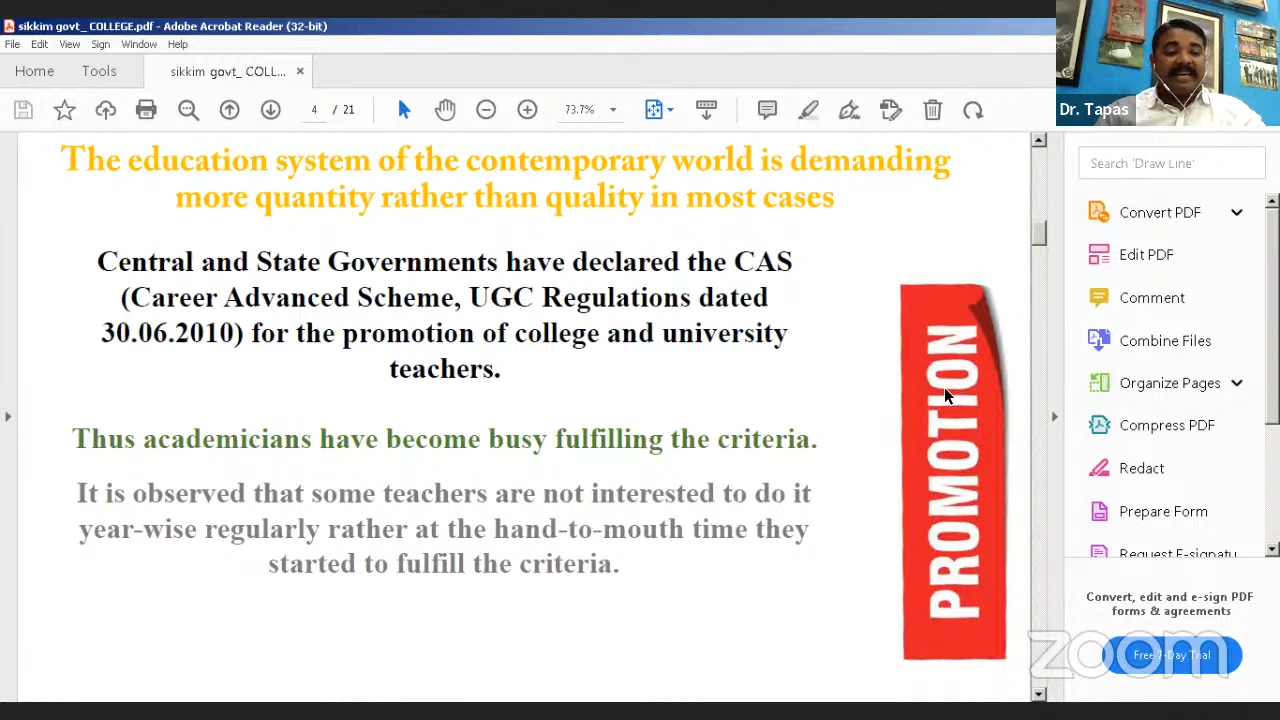 sikkim govt_ COLLEGE.pdf - Adobe Acrobat Reader (32-bit)
File Edit View Sign Window Help
Home Tools sikkim govt_ COLL... ×
4 / 21 73.7%
Dr. Tapas
The education system of the contemporary world is demanding
more quantity rather than quality in most cases
Central and State Governments have declared the CAS
(Career Advanced Scheme, UGC Regulations dated
30.06.2010) for the promotion of college and university
teachers.
Thus academicians have become busy fulfilling the criteria.
It is observed that some teachers are not interested to do it
year-wise regularly rather at the hand-to-mouth time they
started to fulfill the criteria.
PROMOTION
Search 'Draw Line'
Convert PDF
Edit PDF
Comment
Combine Files
Organize Pages
Compress PDF
Redact
Prepare Form
Request E-signatu
Convert, edit and e-sign PDF
forms & agreements
Free 7-Day Trial
zoom